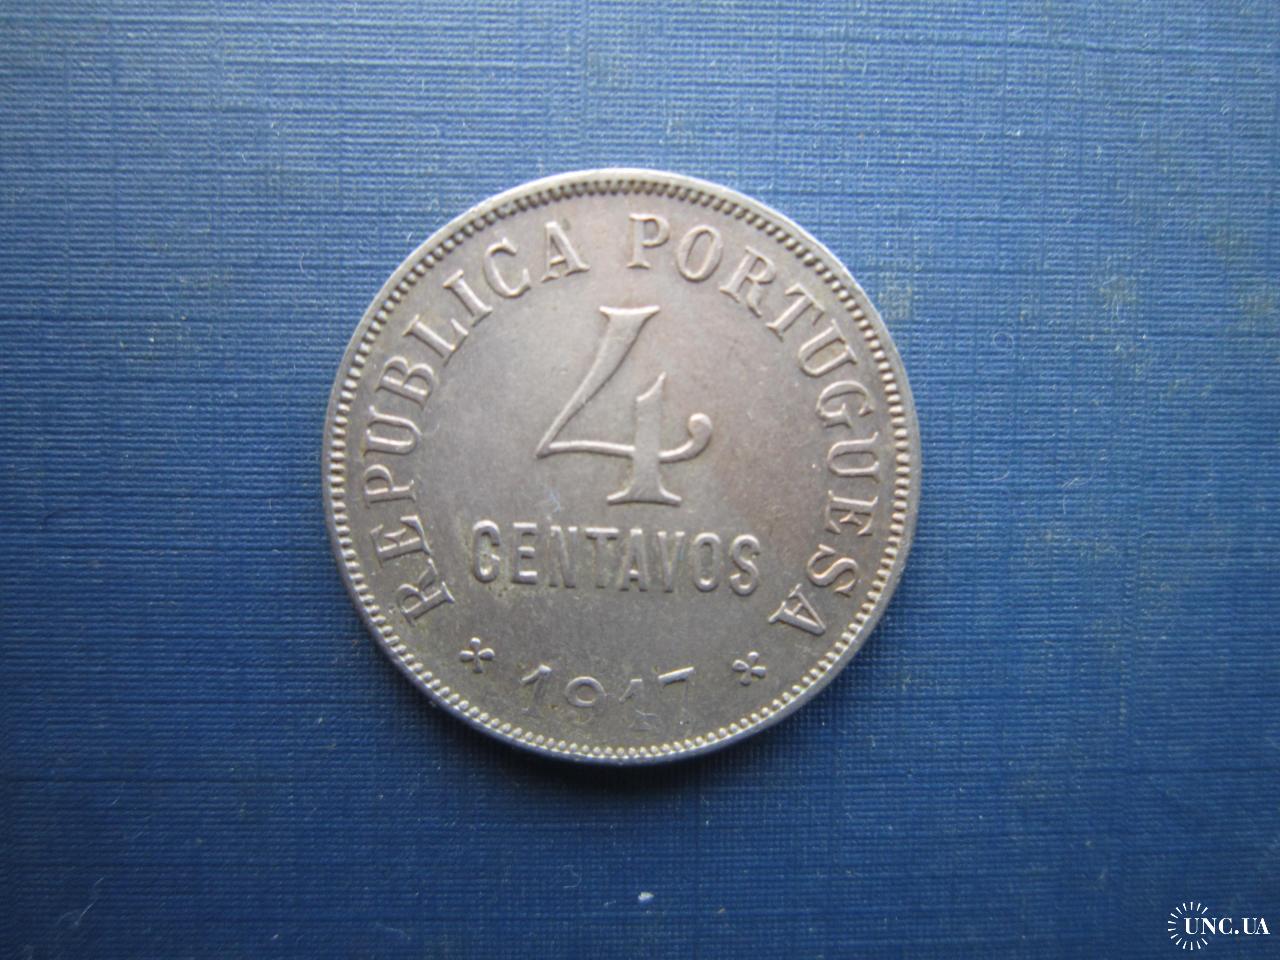 REPUBLICA PORTUGUESA
4
CENTAVOS
1917
UNC.UA